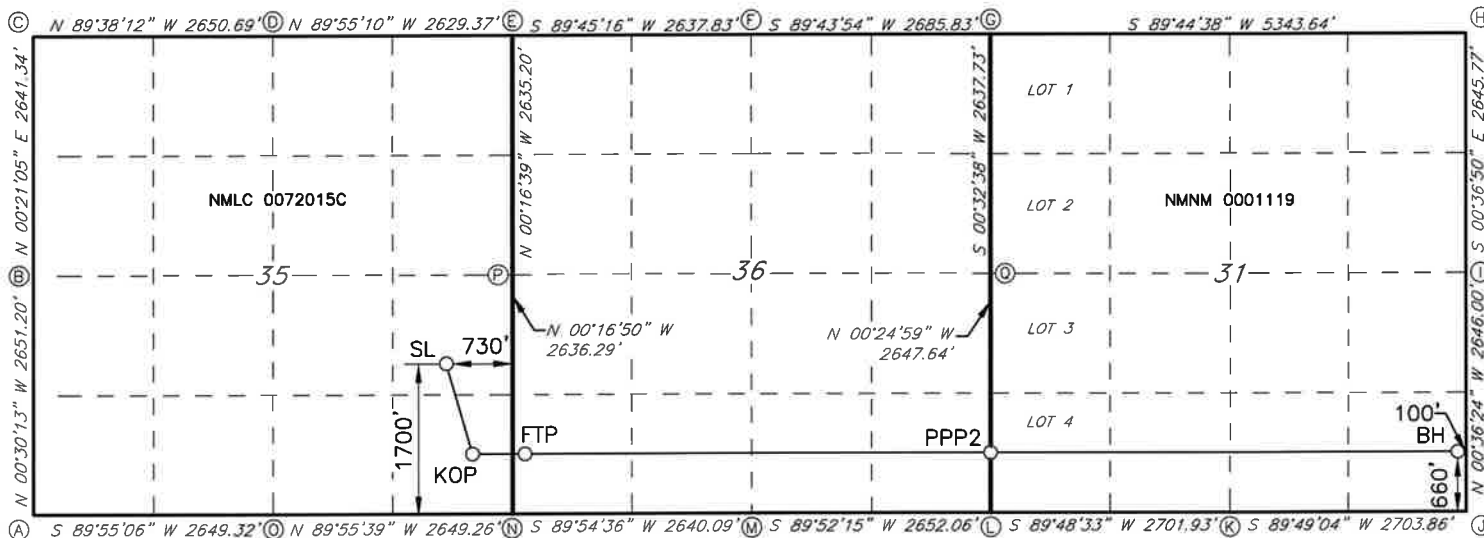 Ⓒ N 89°38'12" W 2650.69' Ⓓ N 89°55'10" W 2629.37' Ⓔ S 89°45'16" W 2637.83' Ⓕ S 89°43'54" W 2685.83' Ⓖ S 89°44'38" W 5343.64' Ⓗ
N 00°21'05" E 2641.34'
N 00°16'39" W 2635.20'
S 00°32'38" W 2637.73'
S 00°36'50" E 2645.77'
LOT 1
NMLC 0072015C
LOT 2
NMNM 0001119
Ⓑ 35 Ⓟ 36 Ⓠ 31 Ⓘ
N 00°16'50" W
2636.29'
N 00°24'59" W
2647.64'
LOT 3
SL 730'
N 00°30'13" W 2651.20'
1700'
KOP
FTP
PPP2
LOT 4
100'
BH
660'
N 00°36'24" W 2646.00'
Ⓐ S 89°55'06" W 2649.32' Ⓞ N 89°55'39" W 2649.26' Ⓝ S 89°54'36" W 2640.09' Ⓜ S 89°52'15" W 2652.06' Ⓛ S 89°48'33" W 2701.93' Ⓚ S 89°49'04" W 2703.86' Ⓙ